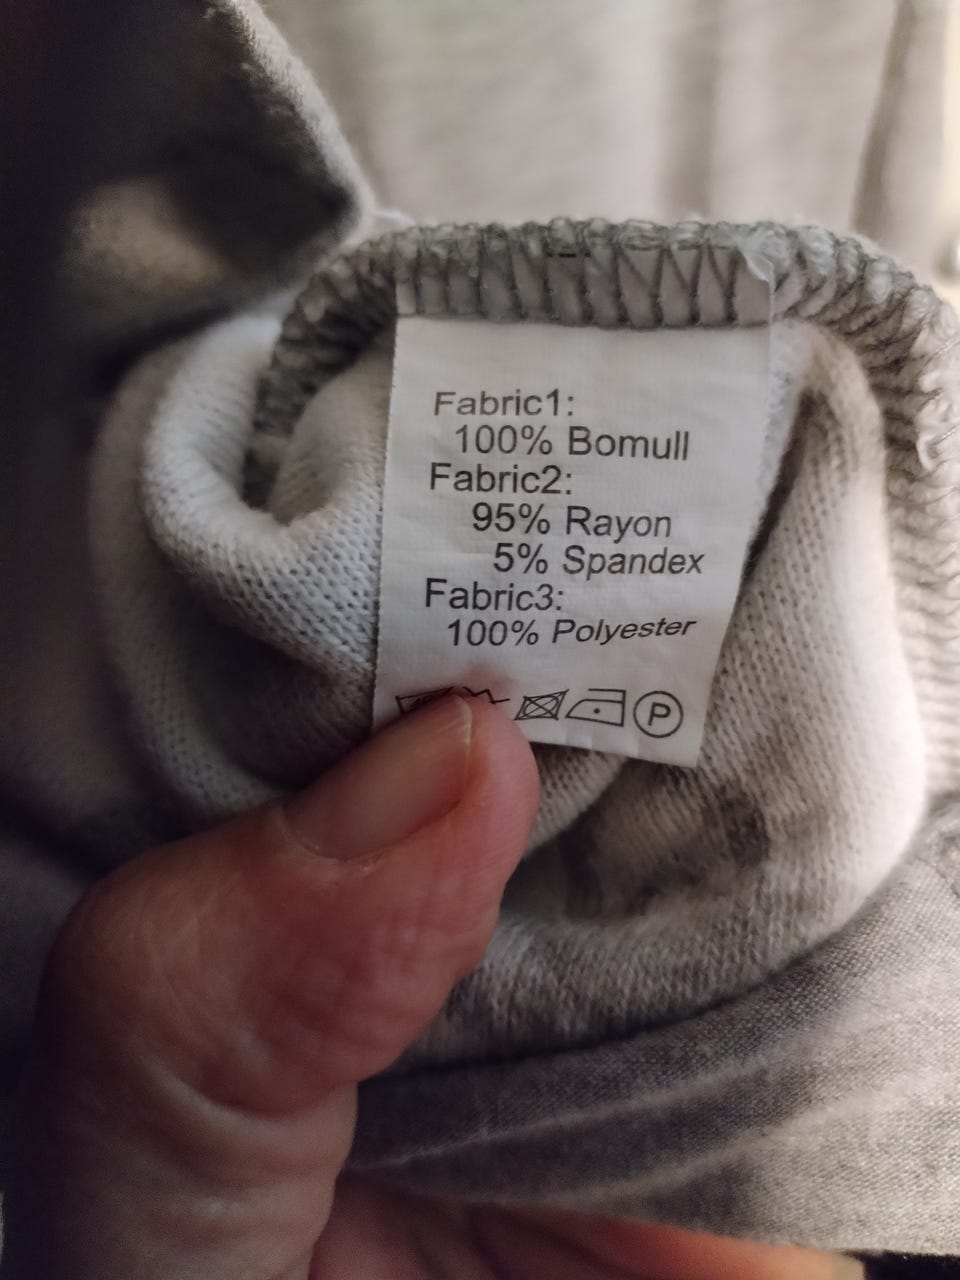 Fabric1:
100% Bomull
Fabric2:
95% Rayon
5% Spandex
Fabric3:
100% Polyester
P